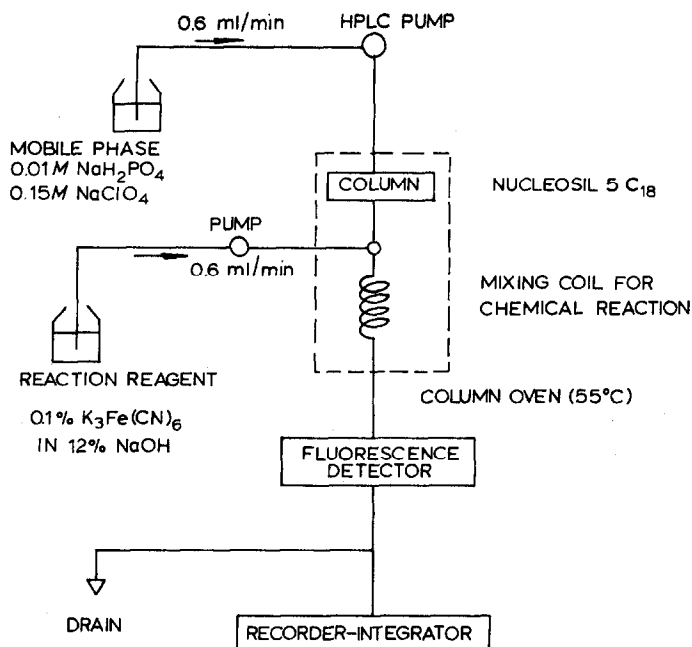 0.6 ml/min
HPLC PUMP
MOBILE PHASE
0.01M NaH2PO4
0.15M NaClO4
COLUMN
NUCLEOSIL 5 C18
PUMP
0.6 ml/min
MIXING COIL FOR
CHEMICAL REACTION
REACTION REAGENT
0.1% K3Fe(CN)6
IN 12% NaOH
COLUMN OVEN (55°C)
FLUORESCENCE
DETECTOR
DRAIN
RECORDER-INTEGRATOR